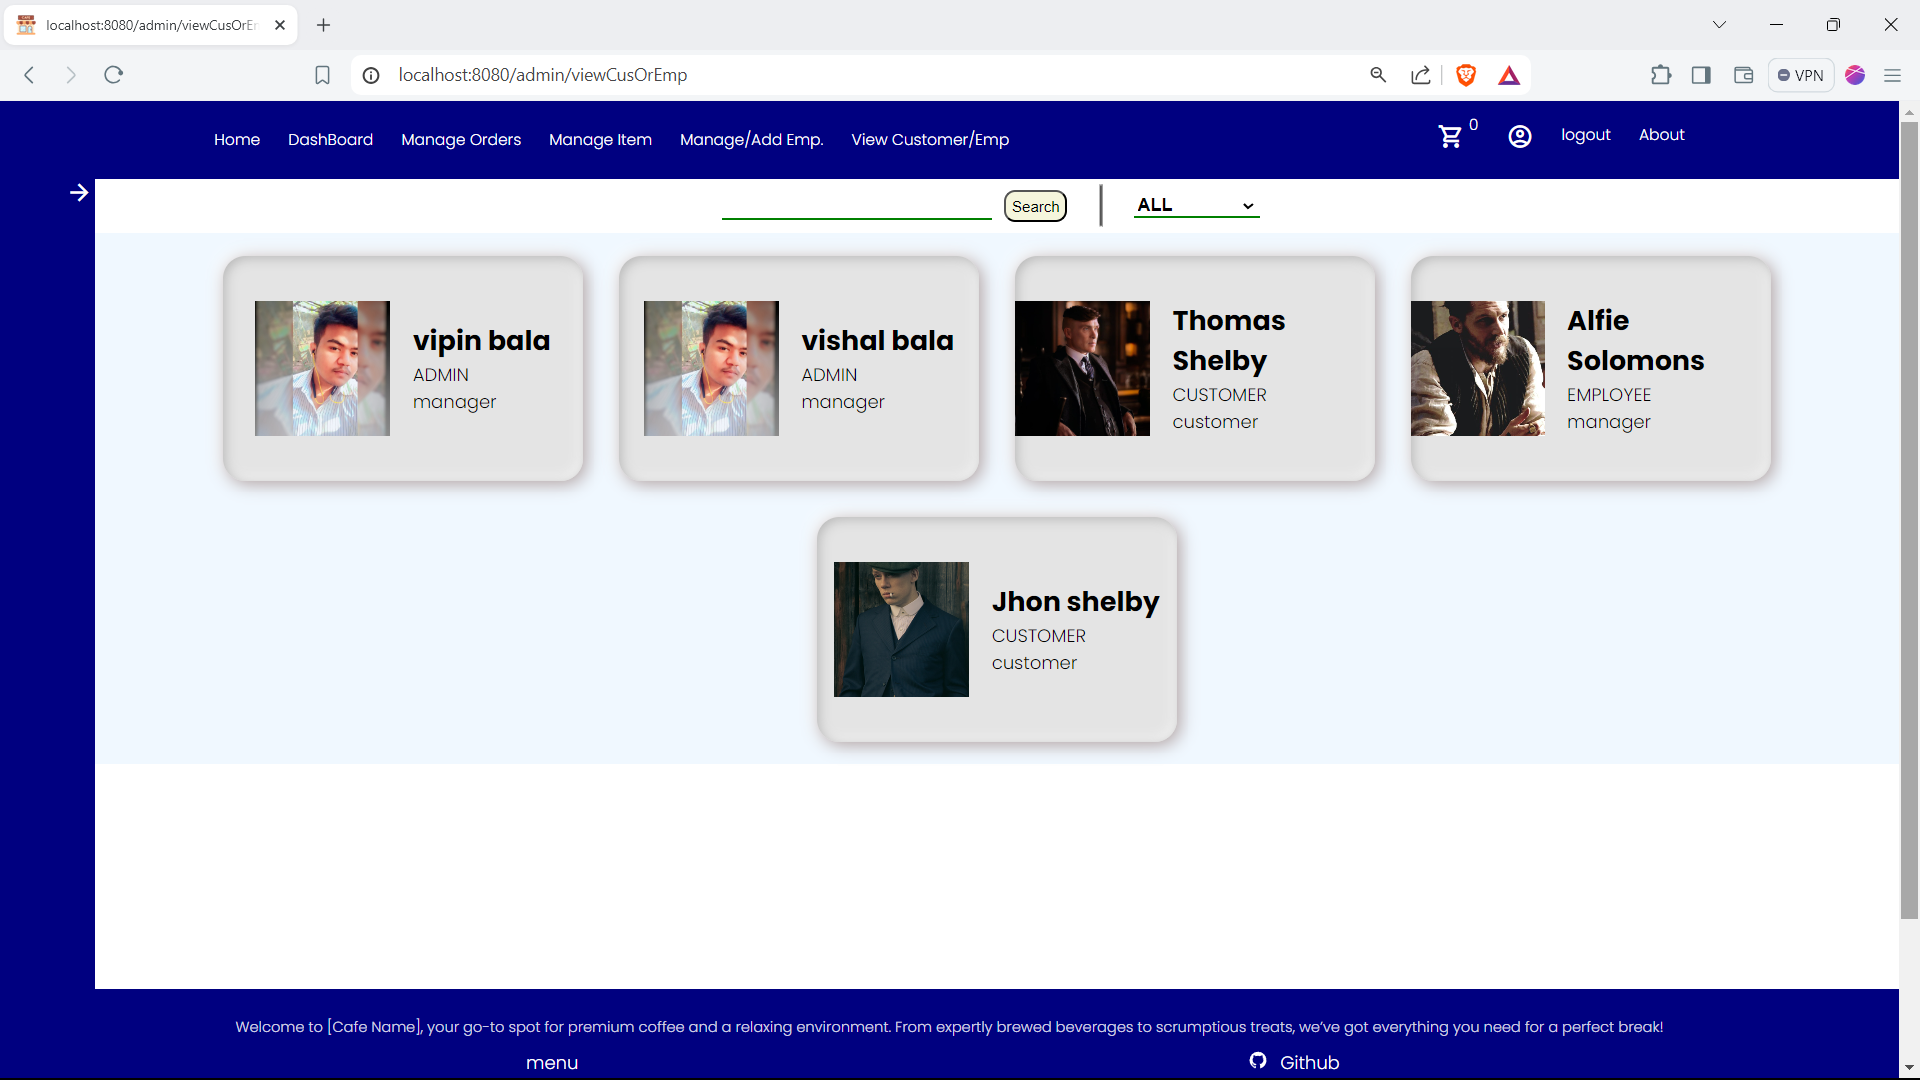 localhost:8080/admin/viewCusOrEm
localhost:8080/admin/viewCusOrEmp
VPN
Home DashBoard Manage Orders Manage Item Manage/Add Emp. View Customer/Emp
0
logout About
Search
ALL
vipin bala
ADMIN
manager
vishal bala
ADMIN
manager
Thomas
Shelby
CUSTOMER
customer
Alfie
Solomons
EMPLOYEE
manager
Jhon shelby
CUSTOMER
customer
Welcome to [Cafe Name], your go-to spot for premium coffee and a relaxing environment. From expertly brewed beverages to scrumptious treats, we've got everything you need for a perfect break!
menu
Github